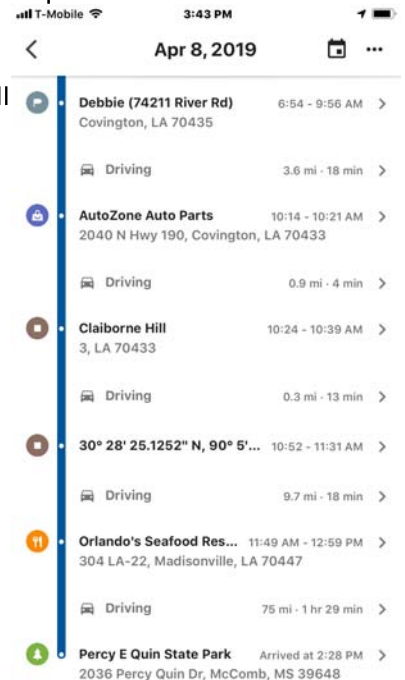 T-Mobile 3:43 PM
Apr 8, 2019
Debbie (74211 River Rd) 6:54 - 9:56 AM
Covington, LA 70435
Driving 3.6 mi · 18 min
AutoZone Auto Parts 10:14 - 10:21 AM
2040 N Hwy 190, Covington, LA 70433
Driving 0.9 mi · 4 min
Claiborne Hill 10:24 - 10:39 AM
3, LA 70433
Driving 0.3 mi · 13 min
30° 28' 25.1252" N, 90° 5'... 10:52 - 11:31 AM
Driving 9.7 mi · 18 min
Orlando's Seafood Res... 11:49 AM - 12:59 PM
304 LA-22, Madisonville, LA 70447
Driving 75 mi · 1 hr 29 min
Percy E Quin State Park Arrived at 2:28 PM
2036 Percy Quin Dr, McComb, MS 39648